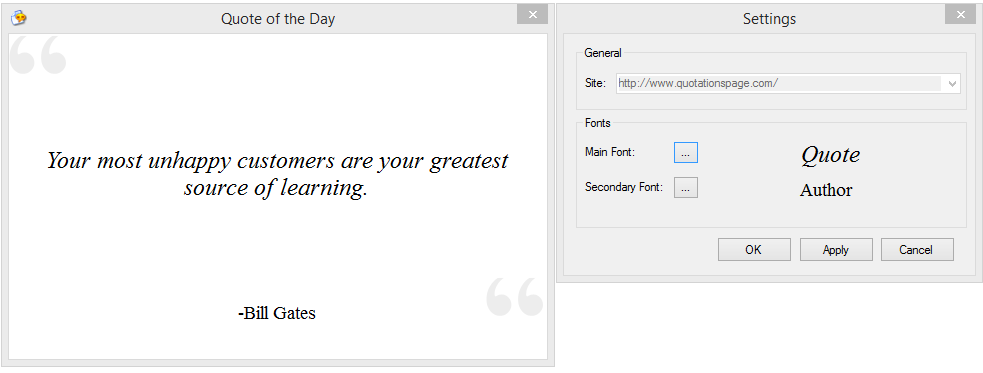 Quote of the Day
“
Your most unhappy customers are your greatest
source of learning.
“
-Bill Gates
Settings
General
Site: http://www.quotationspage.com/
Fonts
Main Font: ... Quote
Secondary Font: ... Author
OK Apply Cancel